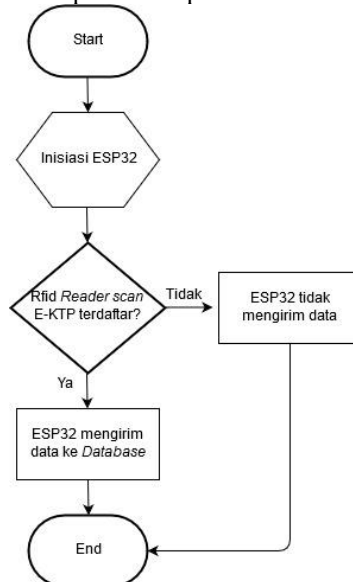 Start
Inisiasi ESP32
Rfid Reader scan
E-KTP terdaftar?
Tidak
ESP32 tidak
mengirim data
Ya
ESP32 mengirim
data ke Database
End